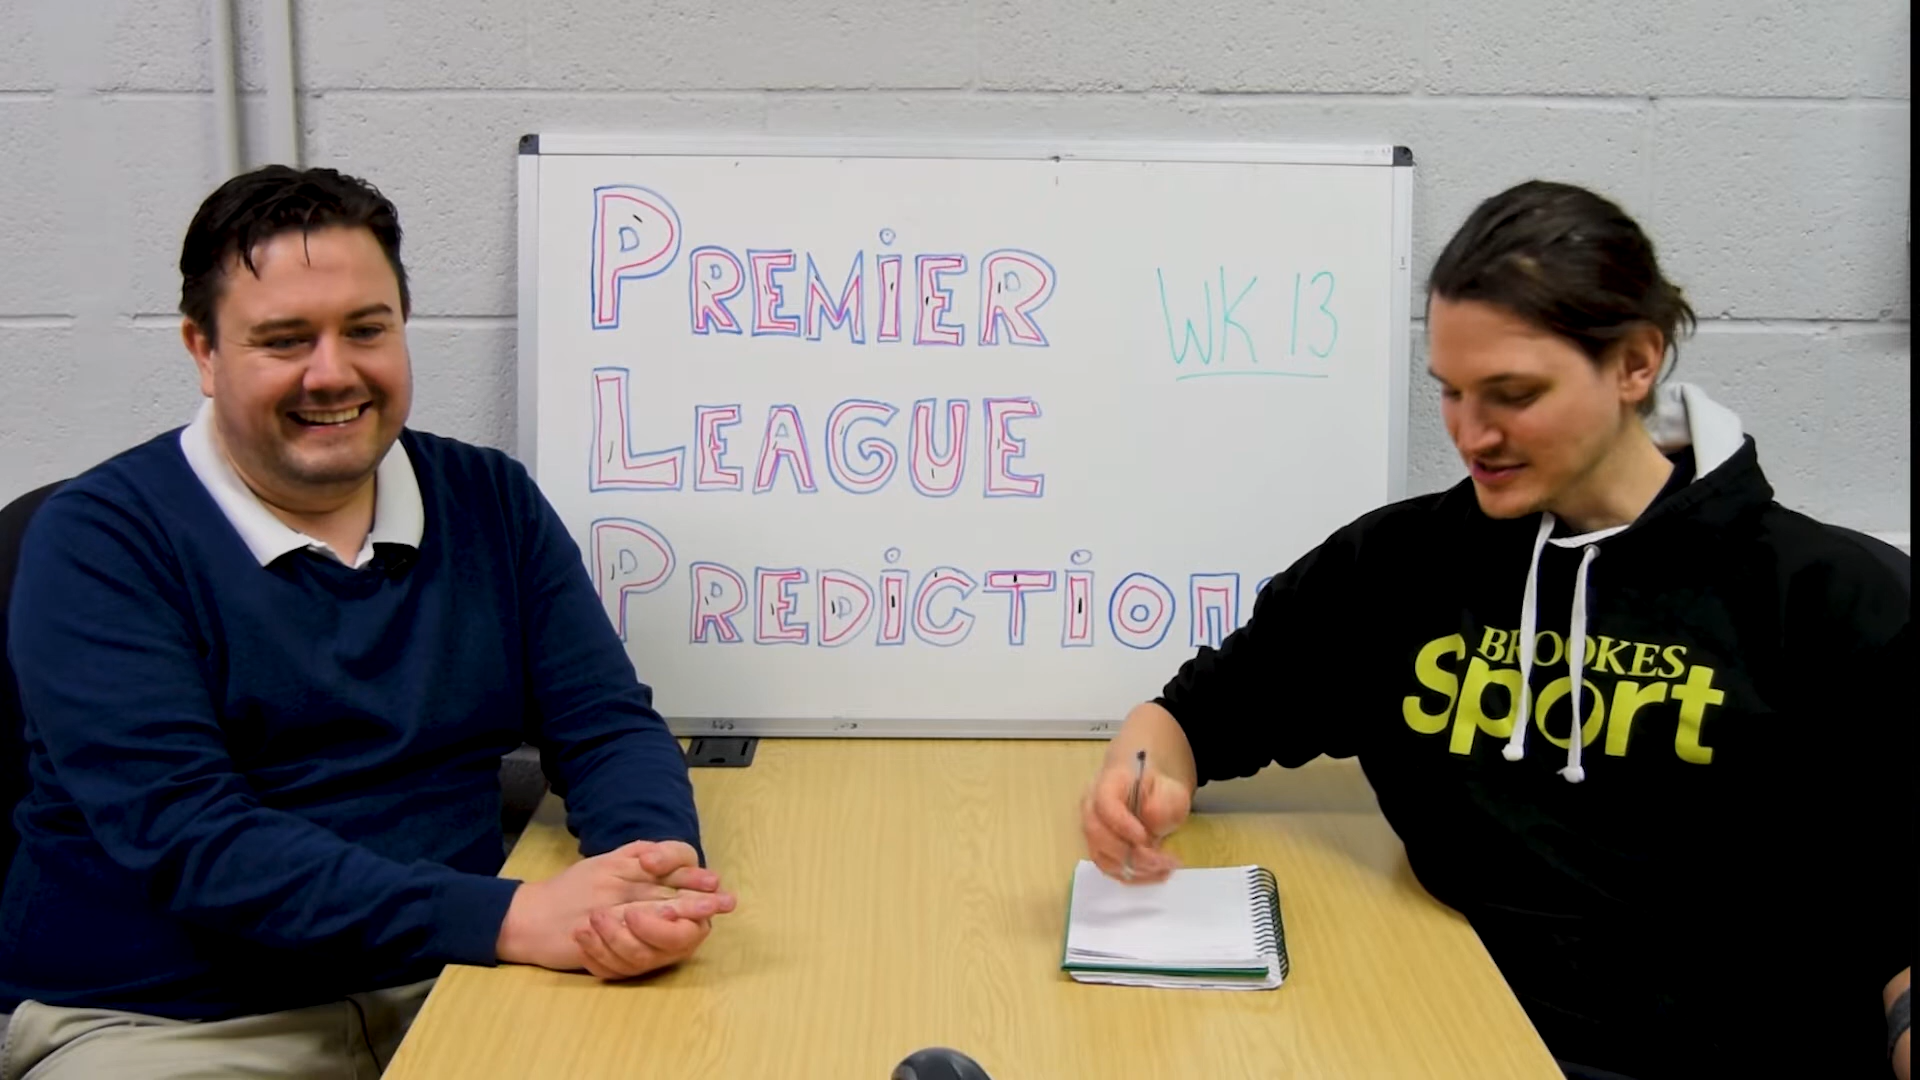 PREMIER
WK 13
LEAGUE
PREDICTIONS
BROOKES
Sport